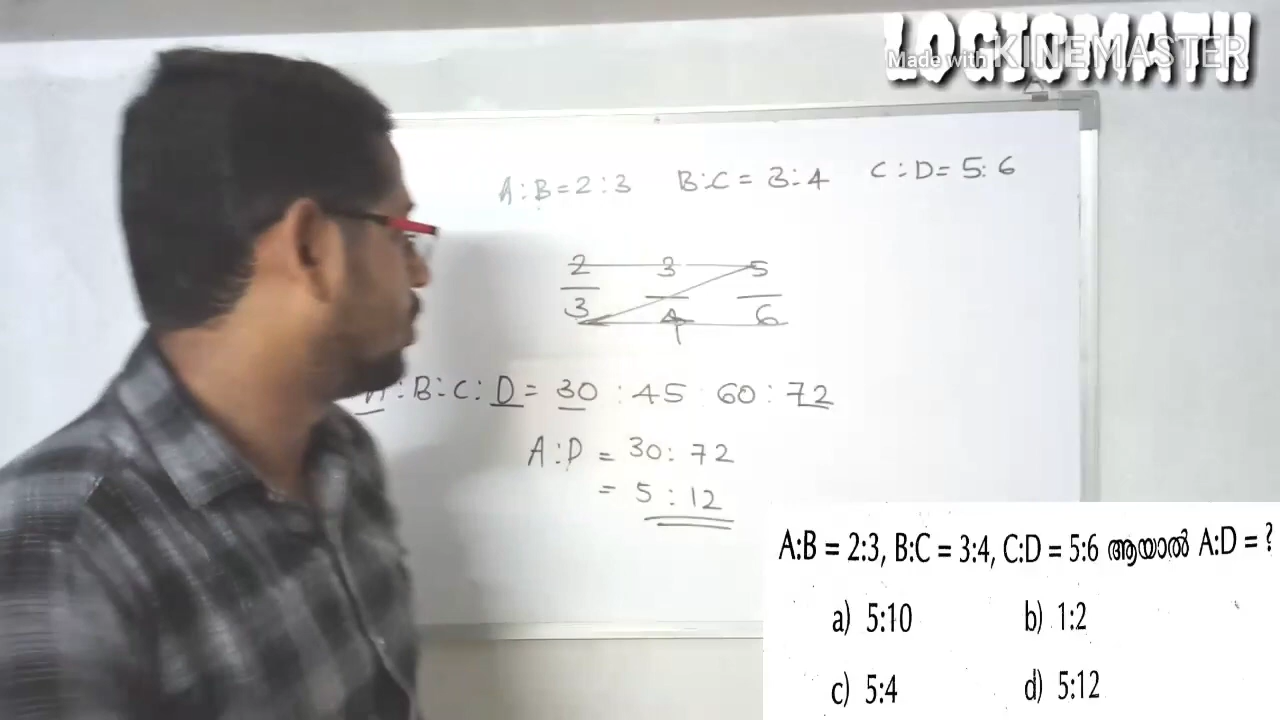 LOGICMATH
Made with KINEMASTER
A:B=2:3 B:C=3:4 C:D=5:6
2 3 5
3 4 6
A:B:C:D= 30 :45 60:72
A:D = 30: 72
= 5:12
A:B = 2:3, B:C = 3:4, C:D = 5:6 ആയാൽ A:D = ?
a) 5:10 b) 1:2
c) 5:4 d) 5:12